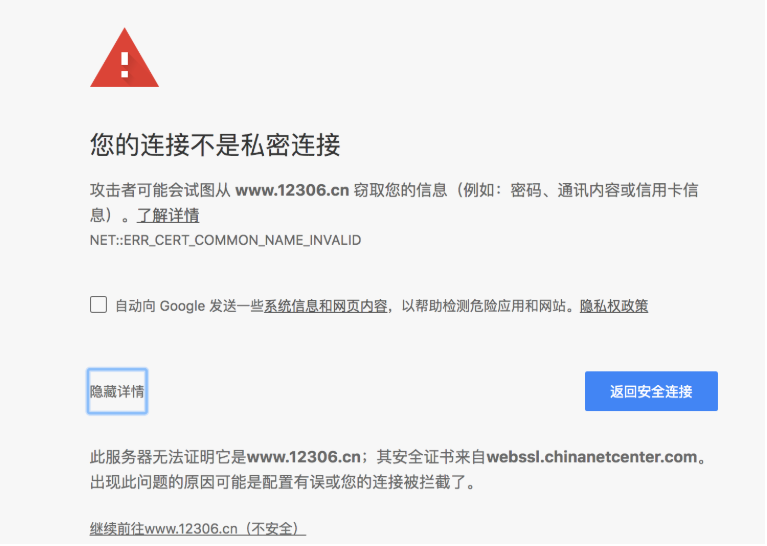 您的连接不是私密连接
攻击者可能会试图从 www.12306.cn 窃取您的信息（例如：密码、通讯内容或信用卡信
息）。了解详情
NET::ERR_CERT_COMMON_NAME_INVALID
自动向 Google 发送一些系统信息和网页内容，以帮助检测危险应用和网站。隐私权政策
隐藏详情
返回安全连接
此服务器无法证明它是www.12306.cn；其安全证书来自webssl.chinanetcenter.com。
出现此问题的原因可能是配置有误或您的连接被拦截了。
继续前往www.12306.cn（不安全）